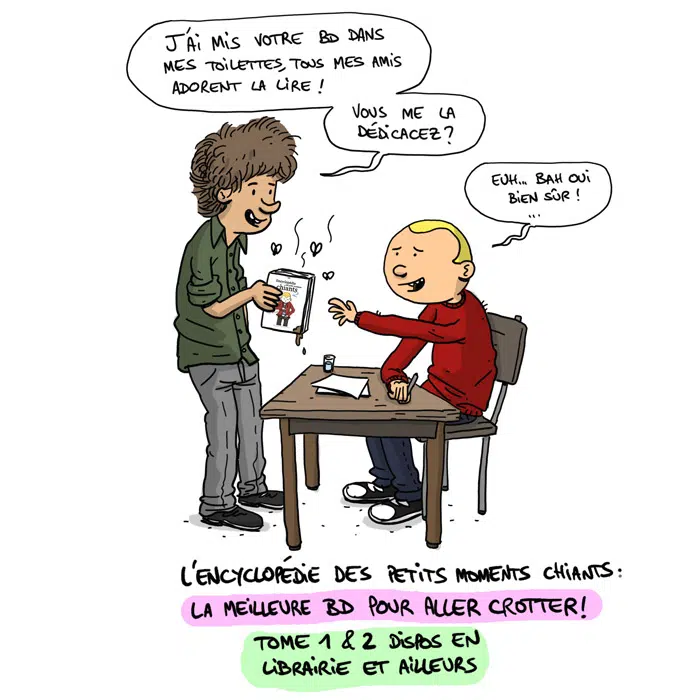 J'AI MIS VOTRE BD DANS
MES TOILETTES, TOUS MES AMIS
ADORENT LA LIRE !
VOUS ME LA
DÉDICACEZ ?
EUH... BAH OUI
BIEN SÛR !
...
chiants
L'ENCYCLOPÉDIE DES PETITS MOMENTS CHIANTS :
LA MEILLEURE BD POUR ALLER CROTTER !
TOME 1 & 2 DISPOS EN
LIBRAIRIE ET AILLEURS